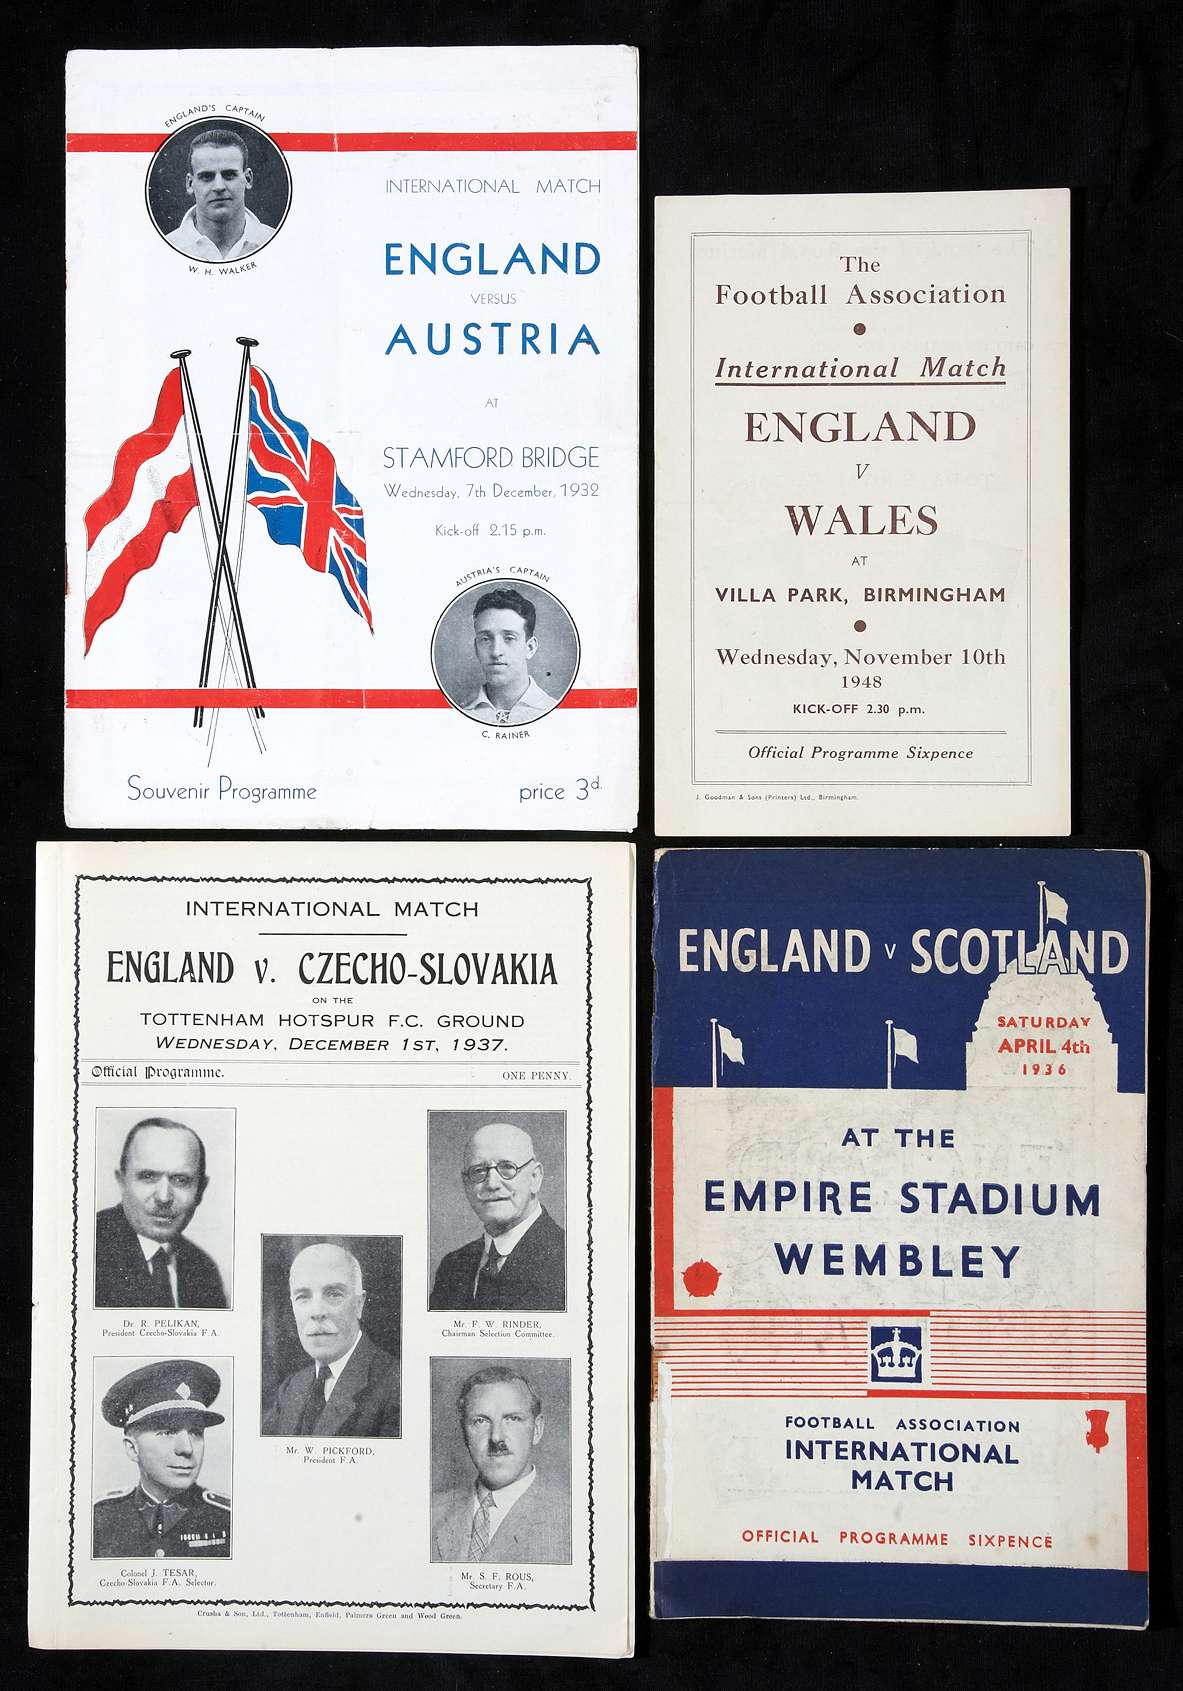 ENGLAND'S CAPTAIN
W. H. WALKER
INTERNATIONAL MATCH
ENGLAND
VERSUS
AUSTRIA
AT
STAMFORD BRIDGE
Wednesday, 7th December, 1932
Kick-off 2.15 p.m.
AUSTRIA'S CAPTAIN
C. RAINER
Souvenir Programme
price 3d.
The
Football Association
International Match
ENGLAND
V
WALES
AT
VILLA PARK, BIRMINGHAM
Wednesday, November 10th
1948
KICK-OFF 2.30 p.m.
Official Programme Sixpence
J. Goodman & Sons (Printers) Ltd., Birmingham.
INTERNATIONAL MATCH
ENGLAND v. CZECHO-SLOVAKIA
ON THE
TOTTENHAM HOTSPUR F.C. GROUND
WEDNESDAY, DECEMBER 1ST, 1937.
Official Programme.
ONE PENNY.
Dr. R. PELIKAN,
President Czecho-Slovakia F.A.
Mr. F. W. RINDER,
Chairman Selection Committee.
Mr. W. PICKFORD,
President F.A.
Colonel J. TESAR,
Czecho-Slovakia F.A. Selector.
Mr. S. F. ROUS,
Secretary F.A.
Crusha & Son, Ltd., Tottenham, Enfield, Palmers Green and Wood Green.
ENGLAND v SCOTLAND
SATURDAY
APRIL 4th
1936
AT THE
EMPIRE STADIUM
WEMBLEY
FOOTBALL ASSOCIATION
INTERNATIONAL
MATCH
OFFICIAL PROGRAMME SIXPENCE